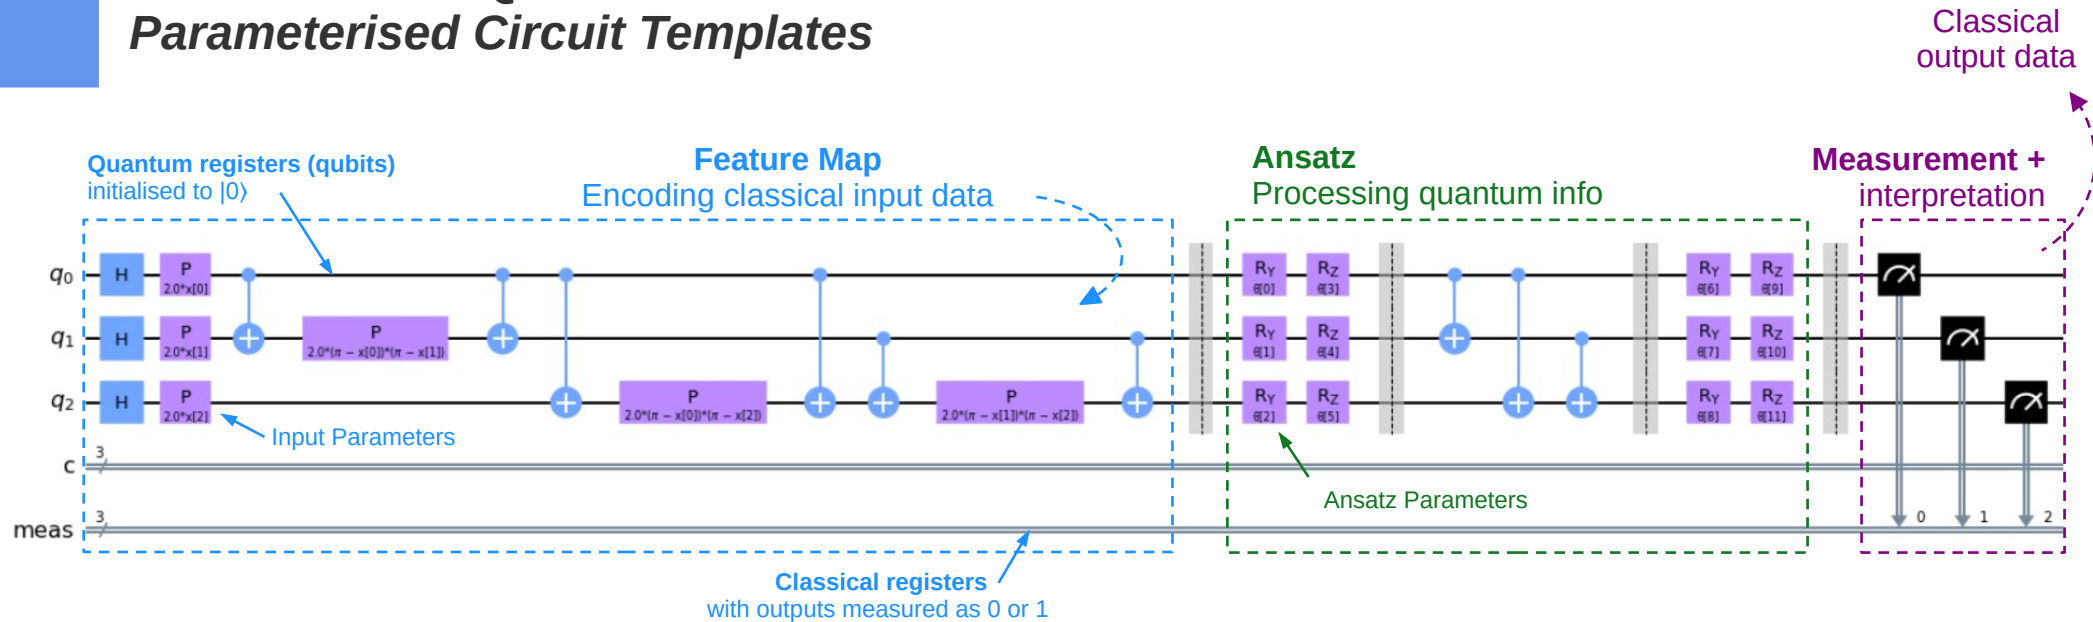 Parameterised Circuit Templates
Classical
output data
Quantum registers (qubits)
initialised to |0⟩
Feature Map
Encoding classical input data
Ansatz
Processing quantum info
Measurement +
interpretation
q0 H P 2.0*x[0] RY θ[0] RZ θ[3] RY θ[6] RZ θ[9]
q1 H P 2.0*x[1] P 2.0*(π − x[0])*(π − x[1]) RY θ[1] RZ θ[4] RY θ[7] RZ θ[10]
q2 H P 2.0*x[2] P 2.0*(π − x[0])*(π − x[2]) P 2.0*(π − x[1])*(π − x[2]) RY θ[2] RZ θ[5] RY θ[8] RZ θ[11]
Input Parameters
c 3
Ansatz Parameters
meas 3 0 1 2
Classical registers
with outputs measured as 0 or 1